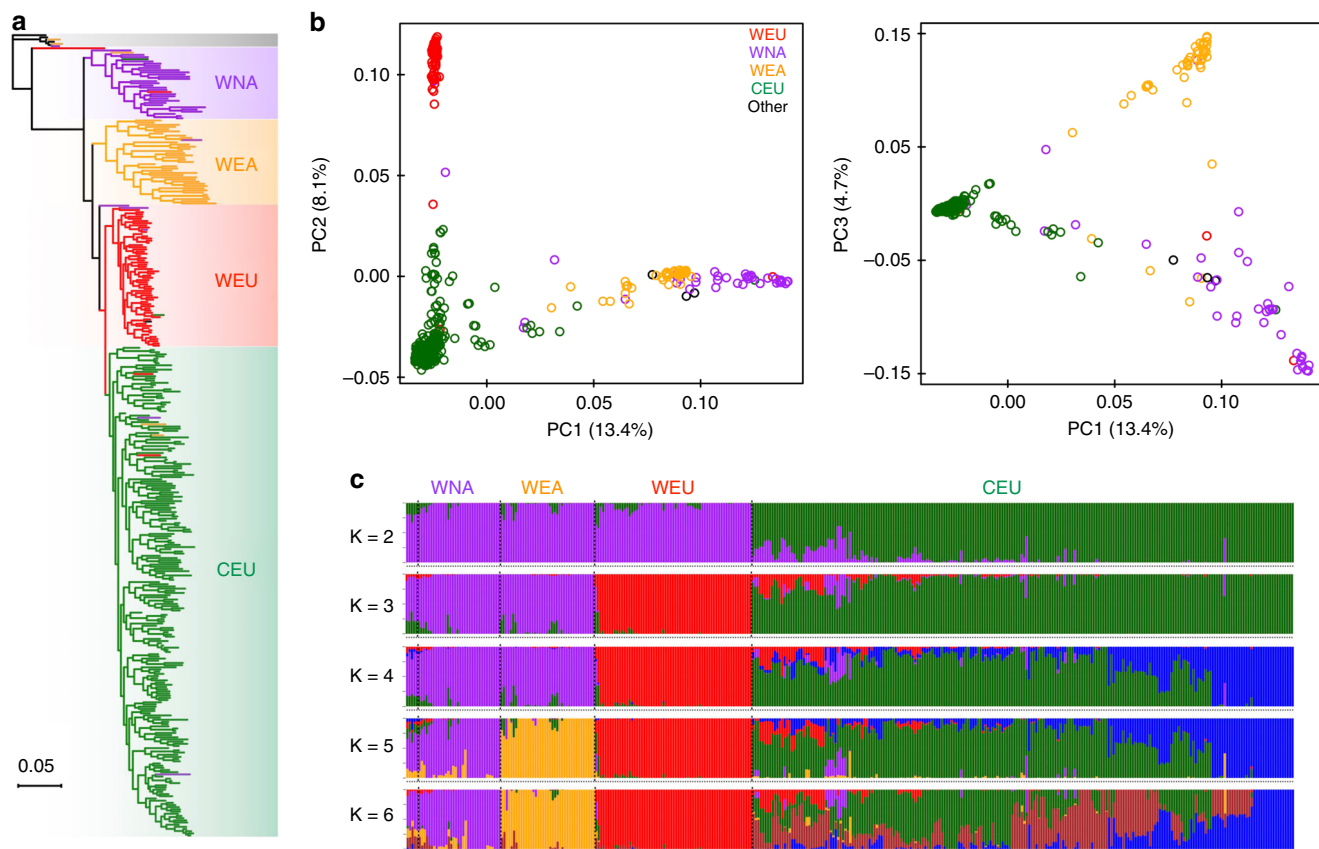 a
WNA
WEA
WEU
CEU
0.05
b
WEU
WNA
WEA
CEU
Other
PC2 (8.1%)
0.10
0.05
0.00
−0.05
0.00
0.05
0.10
PC1 (13.4%)
PC3 (4.7%)
0.15
0.05
−0.05
−0.15
0.00
0.05
0.10
PC1 (13.4%)
c
WNA WEA WEU CEU
K = 2
K = 3
K = 4
K = 5
K = 6